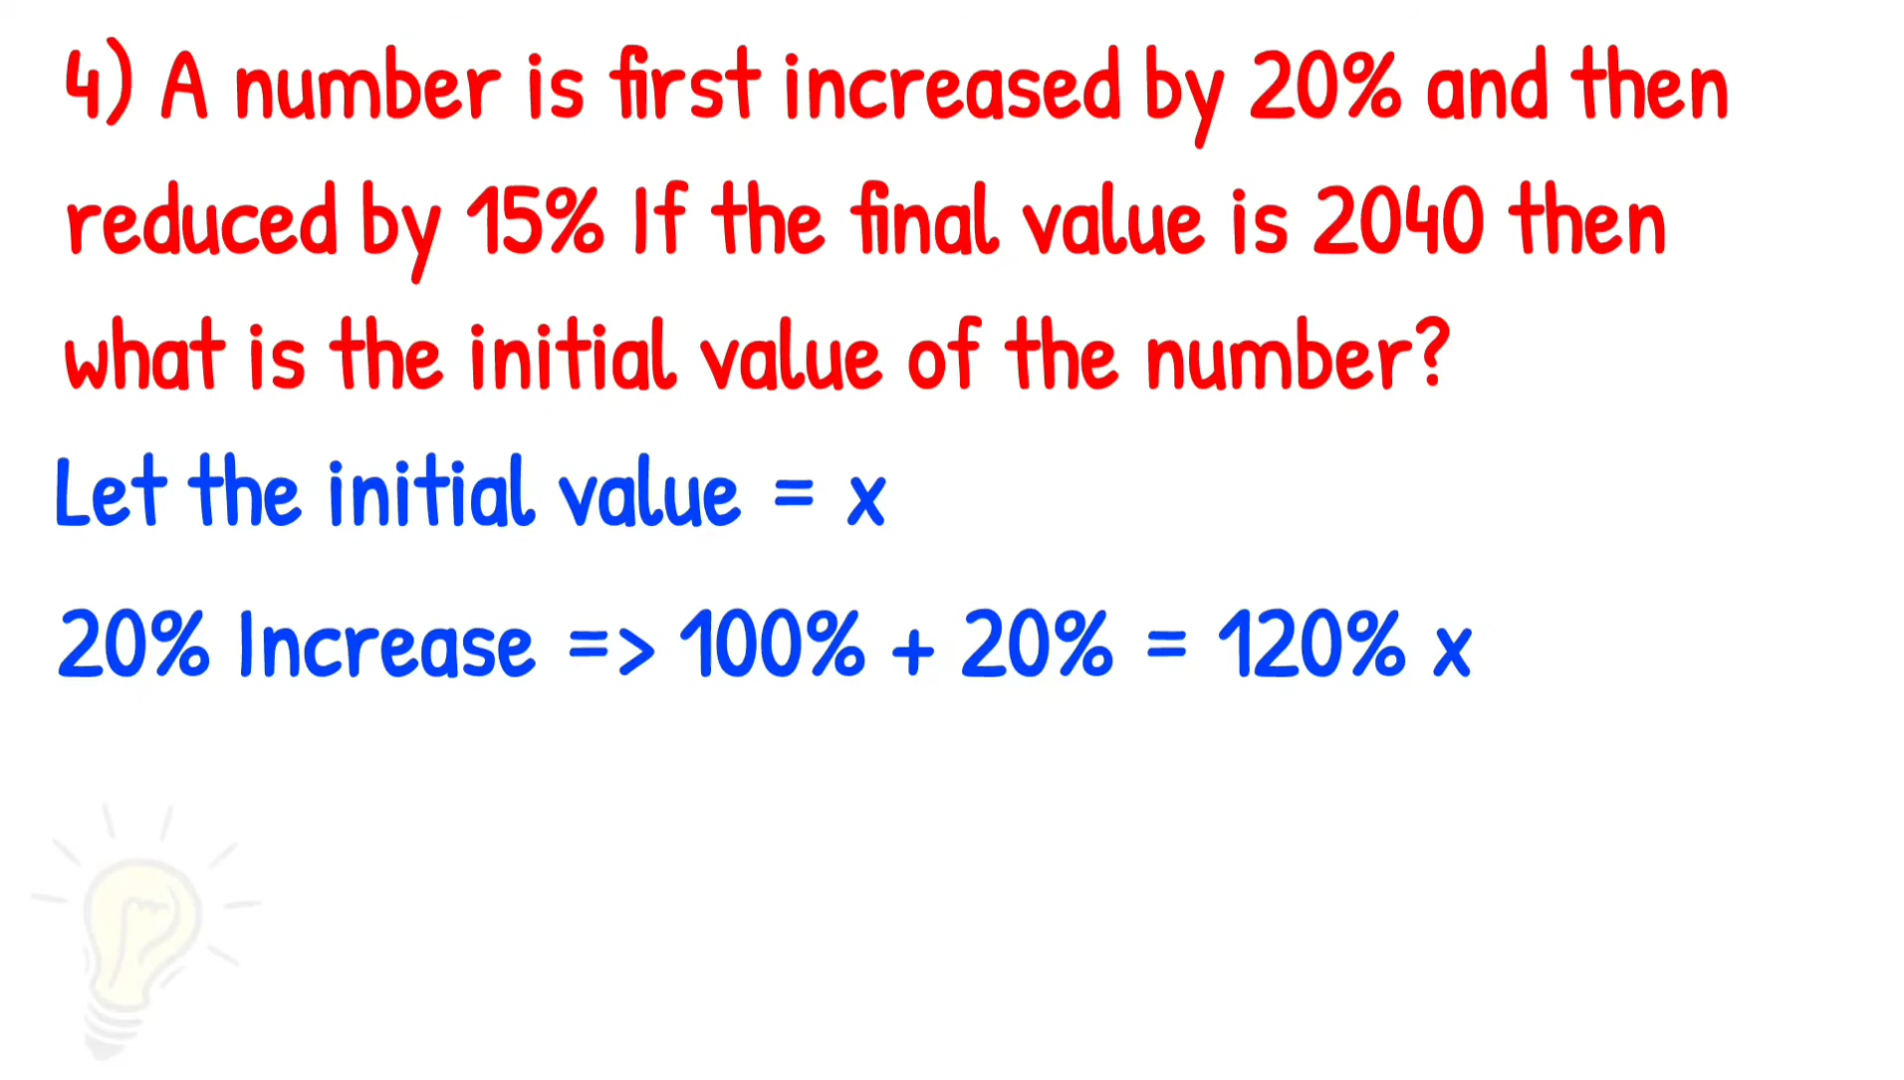 4) A number is first increased by 20% and then
reduced by 15% If the final value is 2040 then
what is the initial value of the number?
Let the initial value = x
20% Increase => 100% + 20% = 120% x